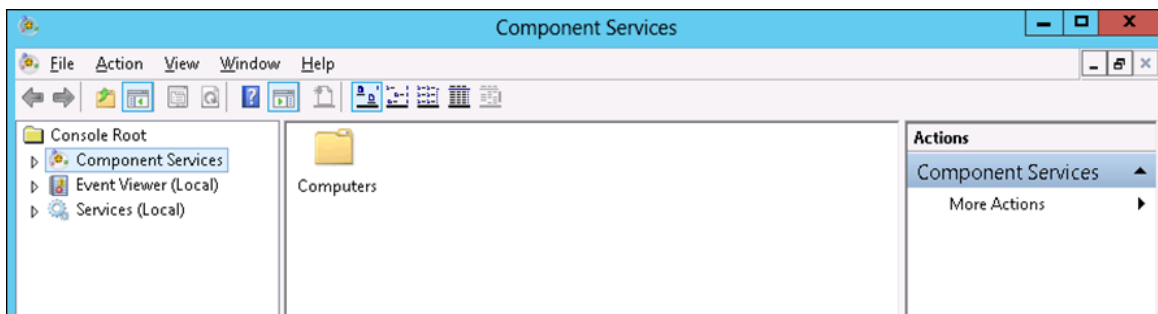 Component Services
File Action View Window Help
Console Root
Component Services
Event Viewer (Local)
Services (Local)
Computers
Actions
Component Services
More Actions